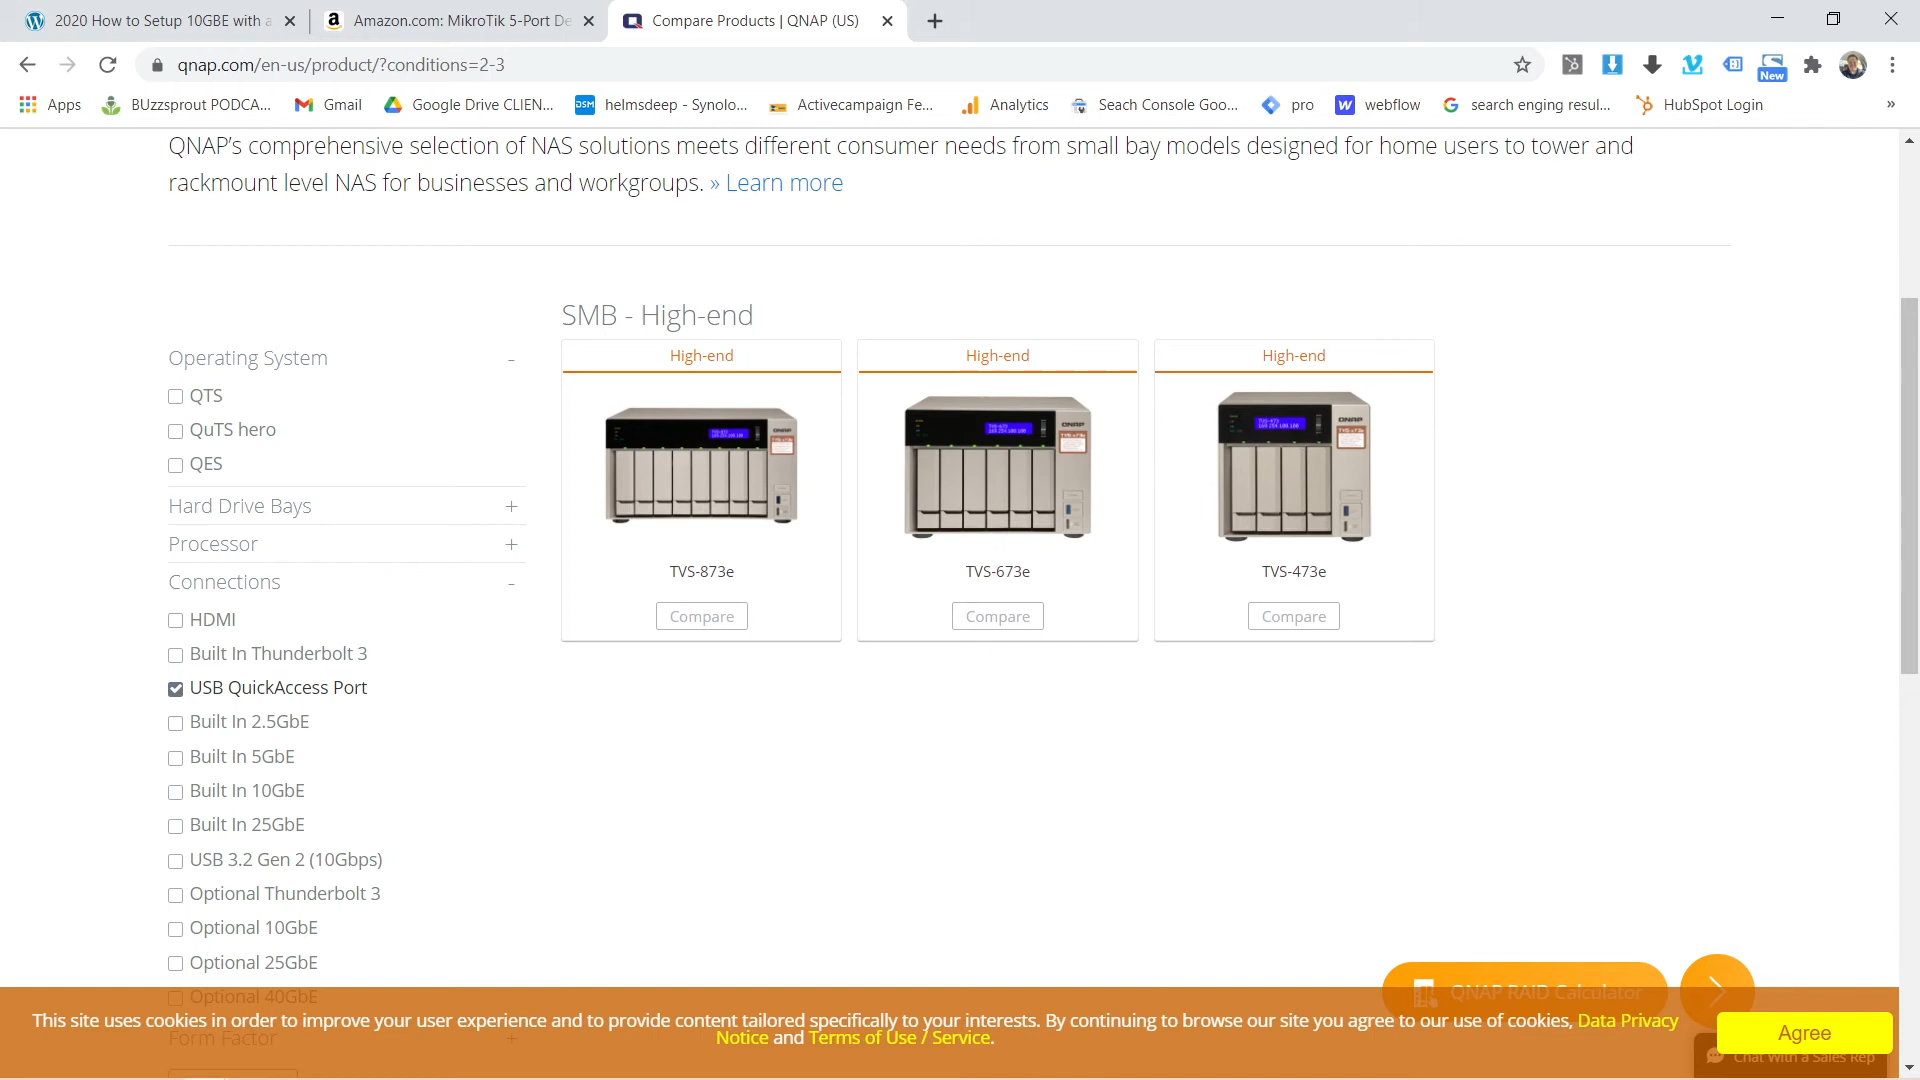 2020 How to Setup 10GBE with a
Amazon.com: MikroTik 5-Port De
Compare Products | QNAP (US)
qnap.com/en-us/product/?conditions=2-3
New
Apps
BUzzsprout PODCA...
Gmail
Google Drive CLIEN...
DSM
helmsdeep - Synolo...
Activecampaign Fe...
Analytics
Seach Console Goo...
pro
webflow
search enging resul...
HubSpot Login
»
QNAP's comprehensive selection of NAS solutions meets different consumer needs from small bay models designed for home users to tower and
rackmount level NAS for businesses and workgroups. » Learn more
SMB - High-end
Operating System -
QTS
QuTS hero
QES
Hard Drive Bays +
Processor +
Connections -
HDMI
Built In Thunderbolt 3
USB QuickAccess Port
Built In 2.5GbE
Built In 5GbE
Built In 10GbE
Built In 25GbE
USB 3.2 Gen 2 (10Gbps)
Optional Thunderbolt 3
Optional 10GbE
Optional 25GbE
Optional 40GbE
Form Factor +
High-end
QNAP
TVS-873e
Compare
High-end
QNAP
TVS-673e
Compare
High-end
QNAP
TVS-473e
Compare
QNAP RAID Calculator
This site uses cookies in order to improve your user experience and to provide content tailored specifically to your interests. By continuing to browse our site you agree to our use of cookies, Data Privacy
Notice and Terms of Use / Service.
Agree
Chat With a Sales Rep